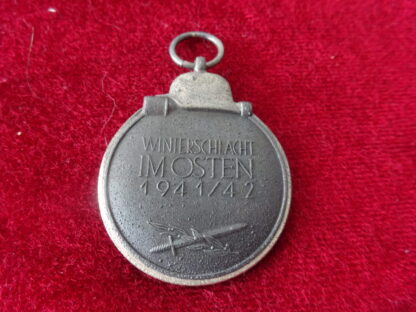 WINTERSCHLACHT
IM OSTEN
1941/42